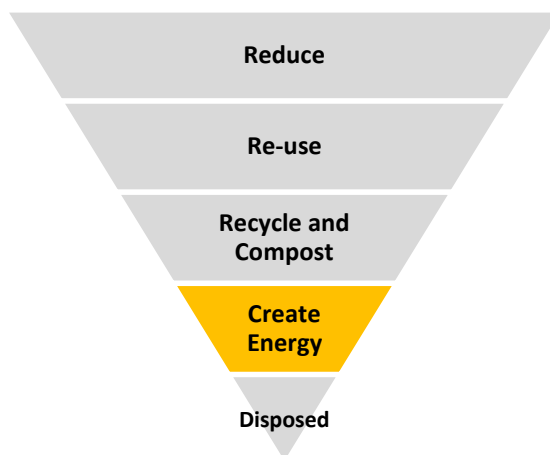 Reduce
Re-use
Recycle and
Compost
Create
Energy
Disposed